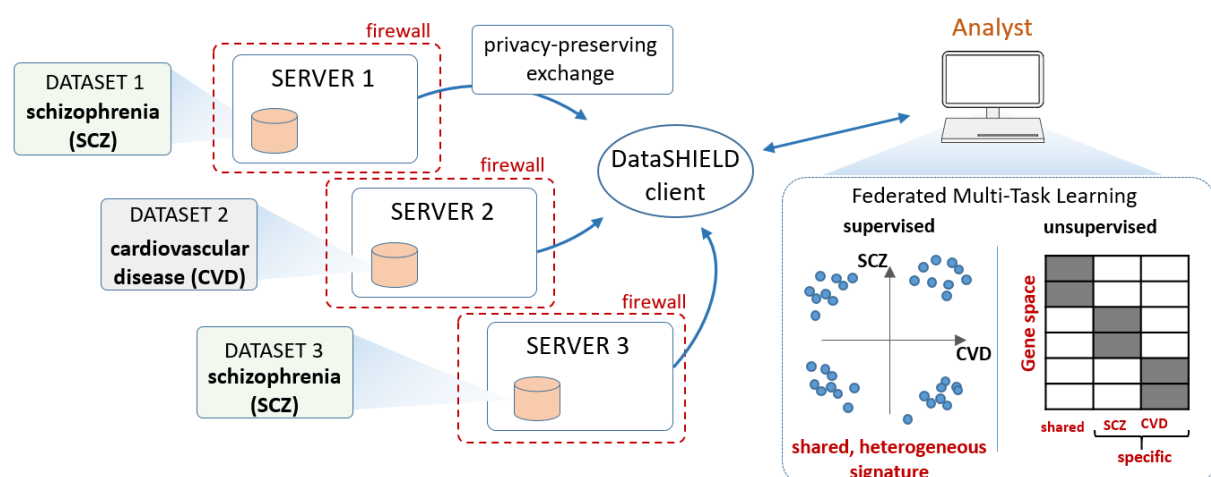 firewall
DATASET 1
schizophrenia
(SCZ)
SERVER 1
privacy-preserving
exchange
Analyst
firewall
DataSHIELD
client
DATASET 2
cardiovascular
disease (CVD)
SERVER 2
firewall
DATASET 3
schizophrenia
(SCZ)
SERVER 3
Federated Multi-Task Learning
supervised
SCZ
CVD
shared, heterogeneous
signature
unsupervised
Gene space
shared
SCZ
CVD
specific